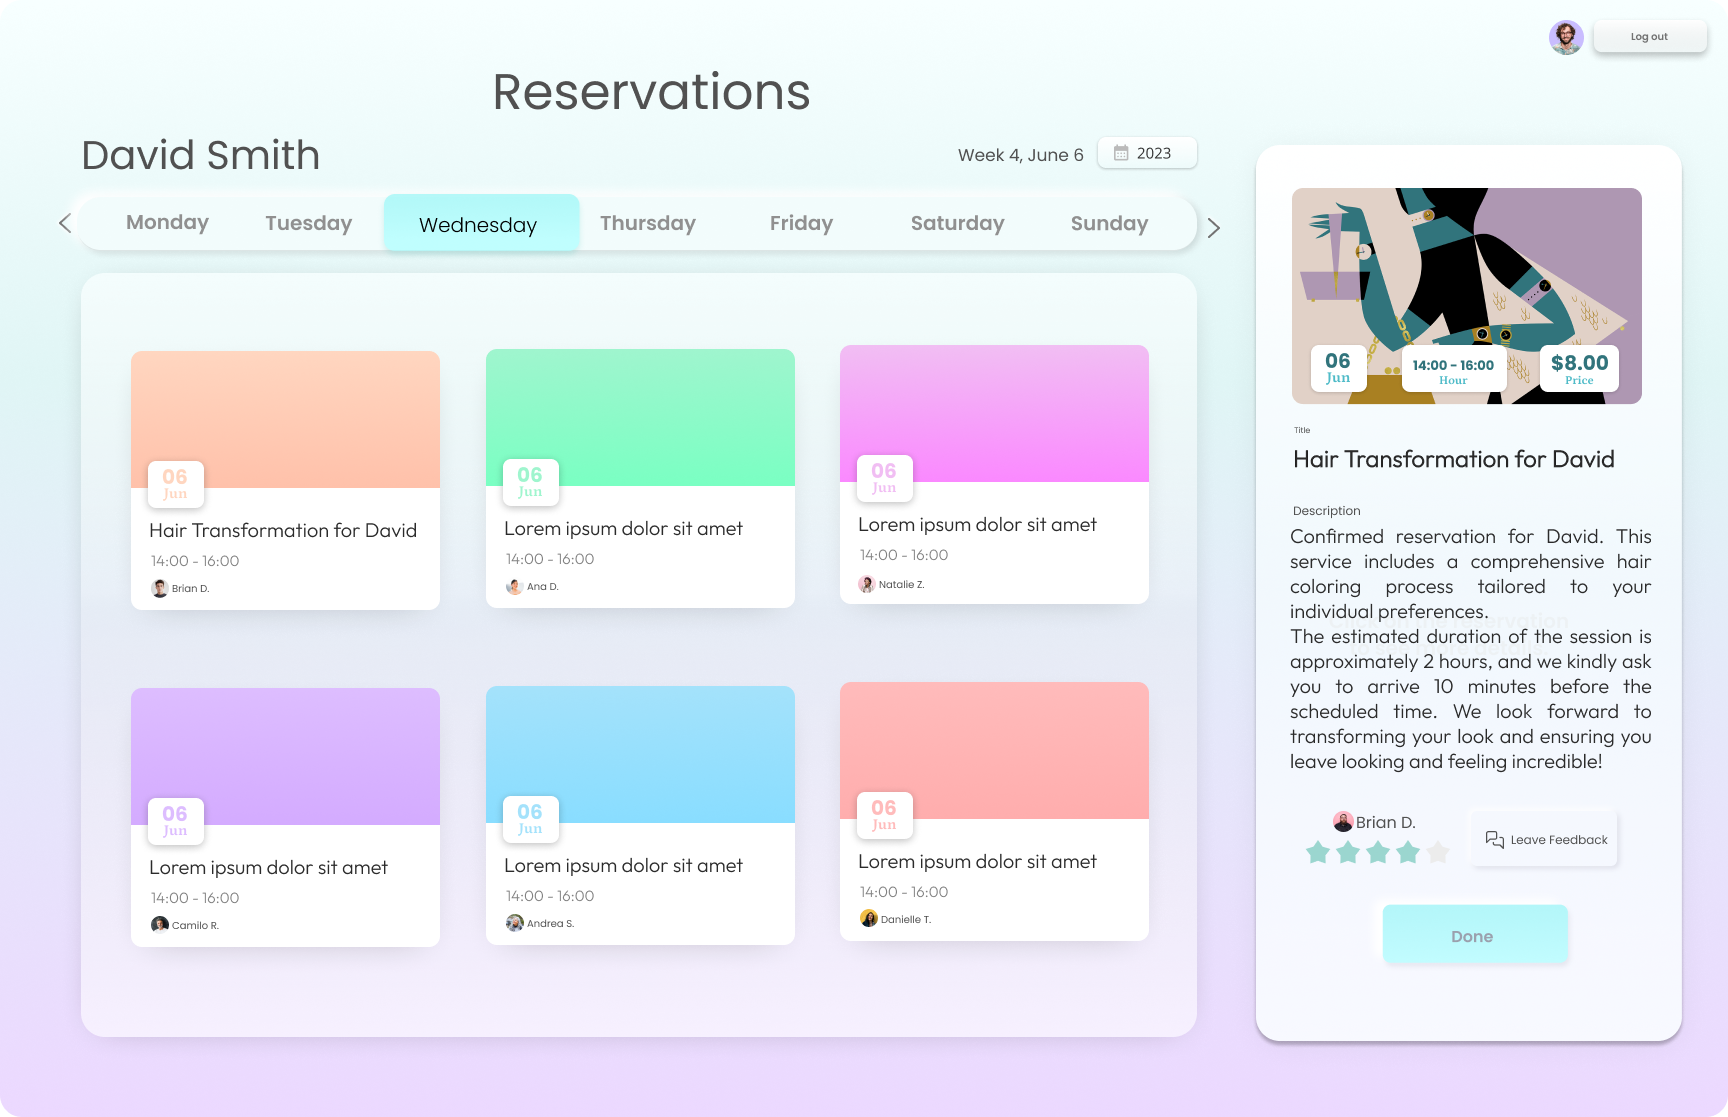 Log out
Reservations
David Smith
Week 4, June 6
2023
Monday
Tuesday
Wednesday
Thursday
Friday
Saturday
Sunday
06
Jun
Hair Transformation for David
14:00 - 16:00
Brian D.
06
Jun
Lorem ipsum dolor sit amet
14:00 - 16:00
Ana D.
06
Jun
Lorem ipsum dolor sit amet
14:00 - 16:00
Natalie Z.
06
Jun
Lorem ipsum dolor sit amet
14:00 - 16:00
Camilo R.
06
Jun
Lorem ipsum dolor sit amet
14:00 - 16:00
Andrea S.
06
Jun
Lorem ipsum dolor sit amet
14:00 - 16:00
Danielle T.
06
Jun
14:00 - 16:00
Hour
$8.00
Price
Title
Hair Transformation for David
Description
Confirmed reservation for David. This
service includes a comprehensive hair
coloring process tailored to your
individual preferences.
Click on the reservation
The estimated duration of the session is
to see more details.
approximately 2 hours, and we kindly ask
you to arrive 10 minutes before the
scheduled time. We look forward to
transforming your look and ensuring you
leave looking and feeling incredible!
Brian D.
Leave Feedback
Done